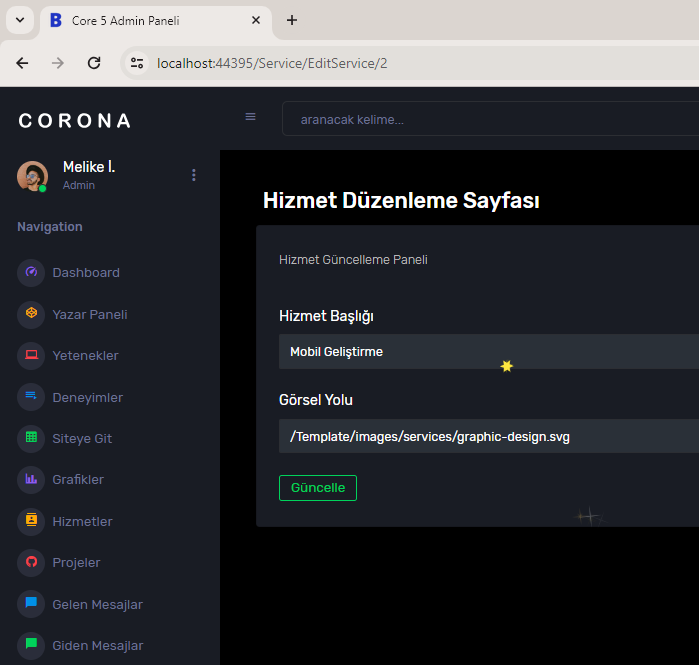 Core 5 Admin Paneli
localhost:44395/Service/EditService/2
CORONA
aranacak kelime...
Melike İ.
Admin
Navigation
Dashboard
Yazar Paneli
Yetenekler
Deneyimler
Siteye Git
Grafikler
Hizmetler
Projeler
Gelen Mesajlar
Giden Mesajlar
Hizmet Düzenleme Sayfası
Hizmet Güncelleme Paneli
Hizmet Başlığı
Mobil Geliştirme
Görsel Yolu
/Template/images/services/graphic-design.svg
Güncelle